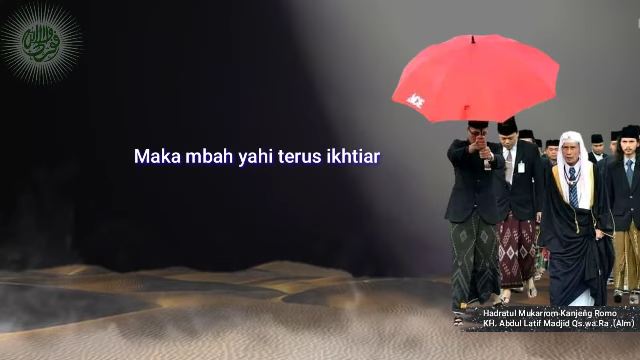 Maka mbah yahi terus ikhtiar
ACE
Hadratul Mukarrom Kanjeng Romo
KH. Abdul Latif Madjid Qs.wa.Ra .(Alm)